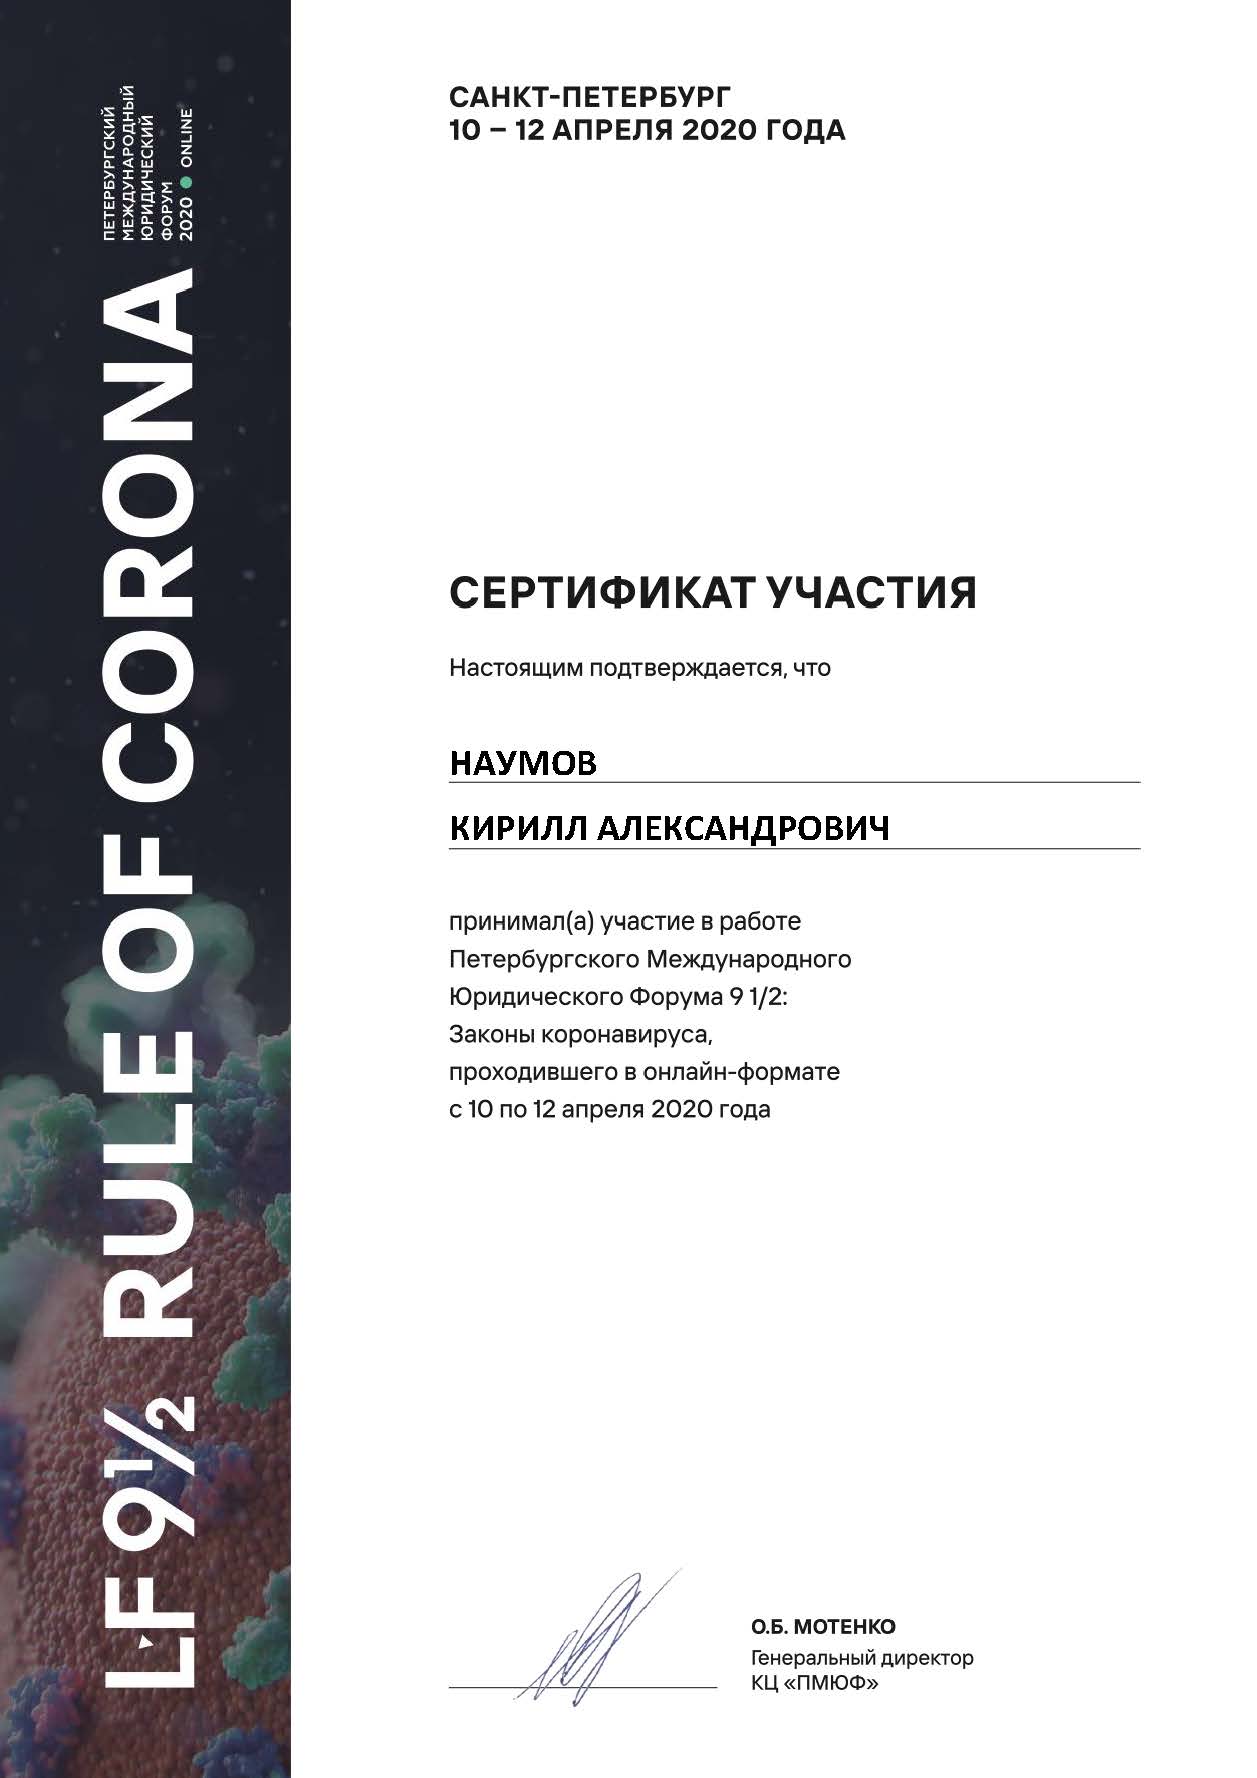 ПЕТЕРБУРГСКИЙ
МЕЖДУНАРОДНЫЙ
ЮРИДИЧЕСКИЙ
ФОРУМ
2020 ● ONLINE
LF 9½ RULE OF CORONA
САНКТ-ПЕТЕРБУРГ
10 – 12 АПРЕЛЯ 2020 ГОДА
СЕРТИФИКАТ УЧАСТИЯ
Настоящим подтверждается, что
НАУМОВ
КИРИЛЛ АЛЕКСАНДРОВИЧ
принимал(а) участие в работе
Петербургского Международного
Юридического Форума 9 1/2:
Законы коронавируса,
проходившего в онлайн-формате
с 10 по 12 апреля 2020 года
О.Б. МОТЕНКО
Генеральный директор
КЦ «ПМЮФ»